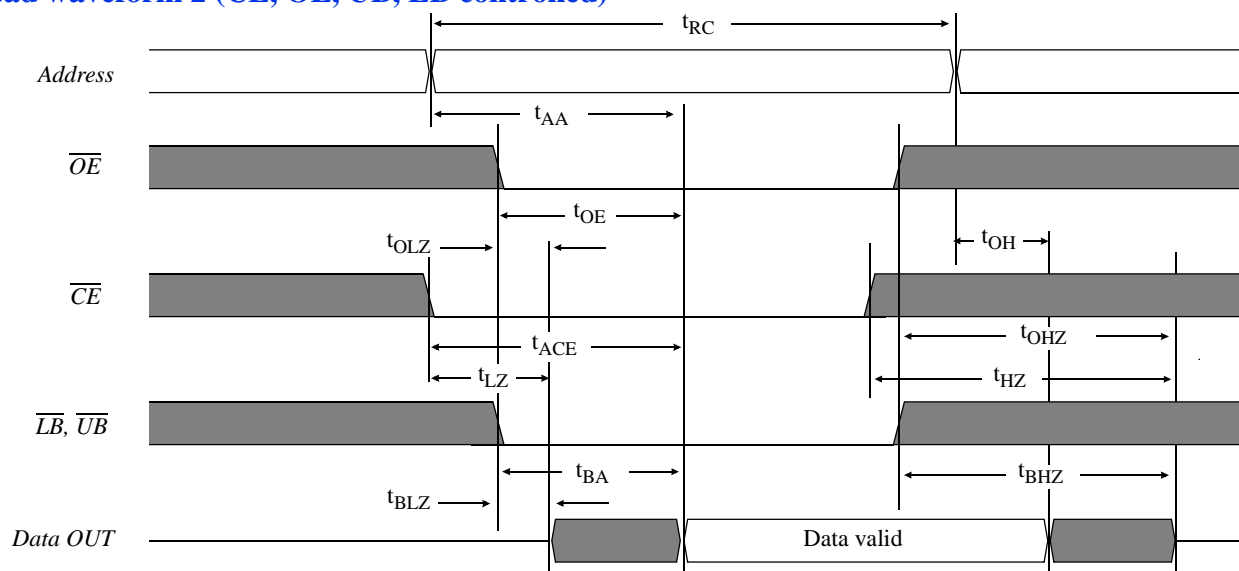 waveform 2 (CE, OE, UB, LB controlled)
tRC
Address
tAA
OE
tOE
tOLZ
tOH
CE
tACE
tOHZ
tLZ
tHZ
LB, UB
tBA
tBHZ
tBLZ
Data OUT
Data valid